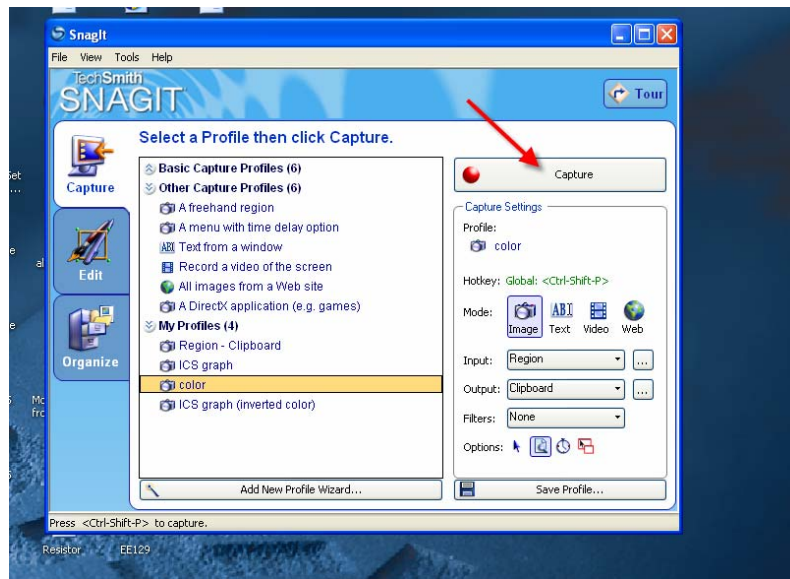 SnagIt
File View Tools Help
TechSmith
SNAGIT
Tour
Select a Profile then click Capture.
Capture
Edit
Organize
Basic Capture Profiles (6)
Other Capture Profiles (6)
A freehand region
A menu with time delay option
ABI Text from a window
Record a video of the screen
All images from a Web site
A DirectX application (e.g. games)
My Profiles (4)
Region - Clipboard
ICS graph
color
ICS graph (inverted color)
Add New Profile Wizard...
Capture
Capture Settings
Profile:
color
Hotkey: Global: <Ctrl-Shift-P>
Mode:
ABI
Image Text Video Web
Input: Region ...
Output: Clipboard ...
Filters: None
Options:
Save Profile...
Press <Ctrl-Shift-P> to capture.
Resistor EE129